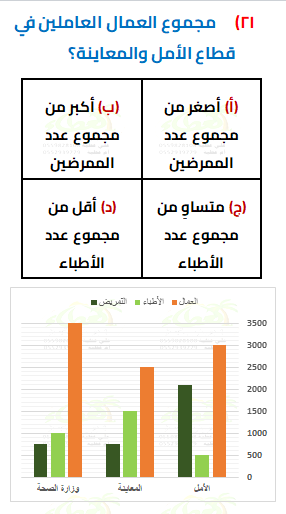 ٢١) مجموع العمال العاملين في
قطاع الأمل والمعاينة؟
(أ) أصغر من
مجموع عدد
الممرضين
(ب) أكبر من
مجموع عدد
الممرضين
(ج) متساوٍ من
مجموع عدد
الأطباء
(د) أقل من
مجموع عدد
الأطباء
العمال الأطباء التمريض
3500
3000
2500
2000
1500
1000
500
0
الأمل المعاينة وزارة الصحة